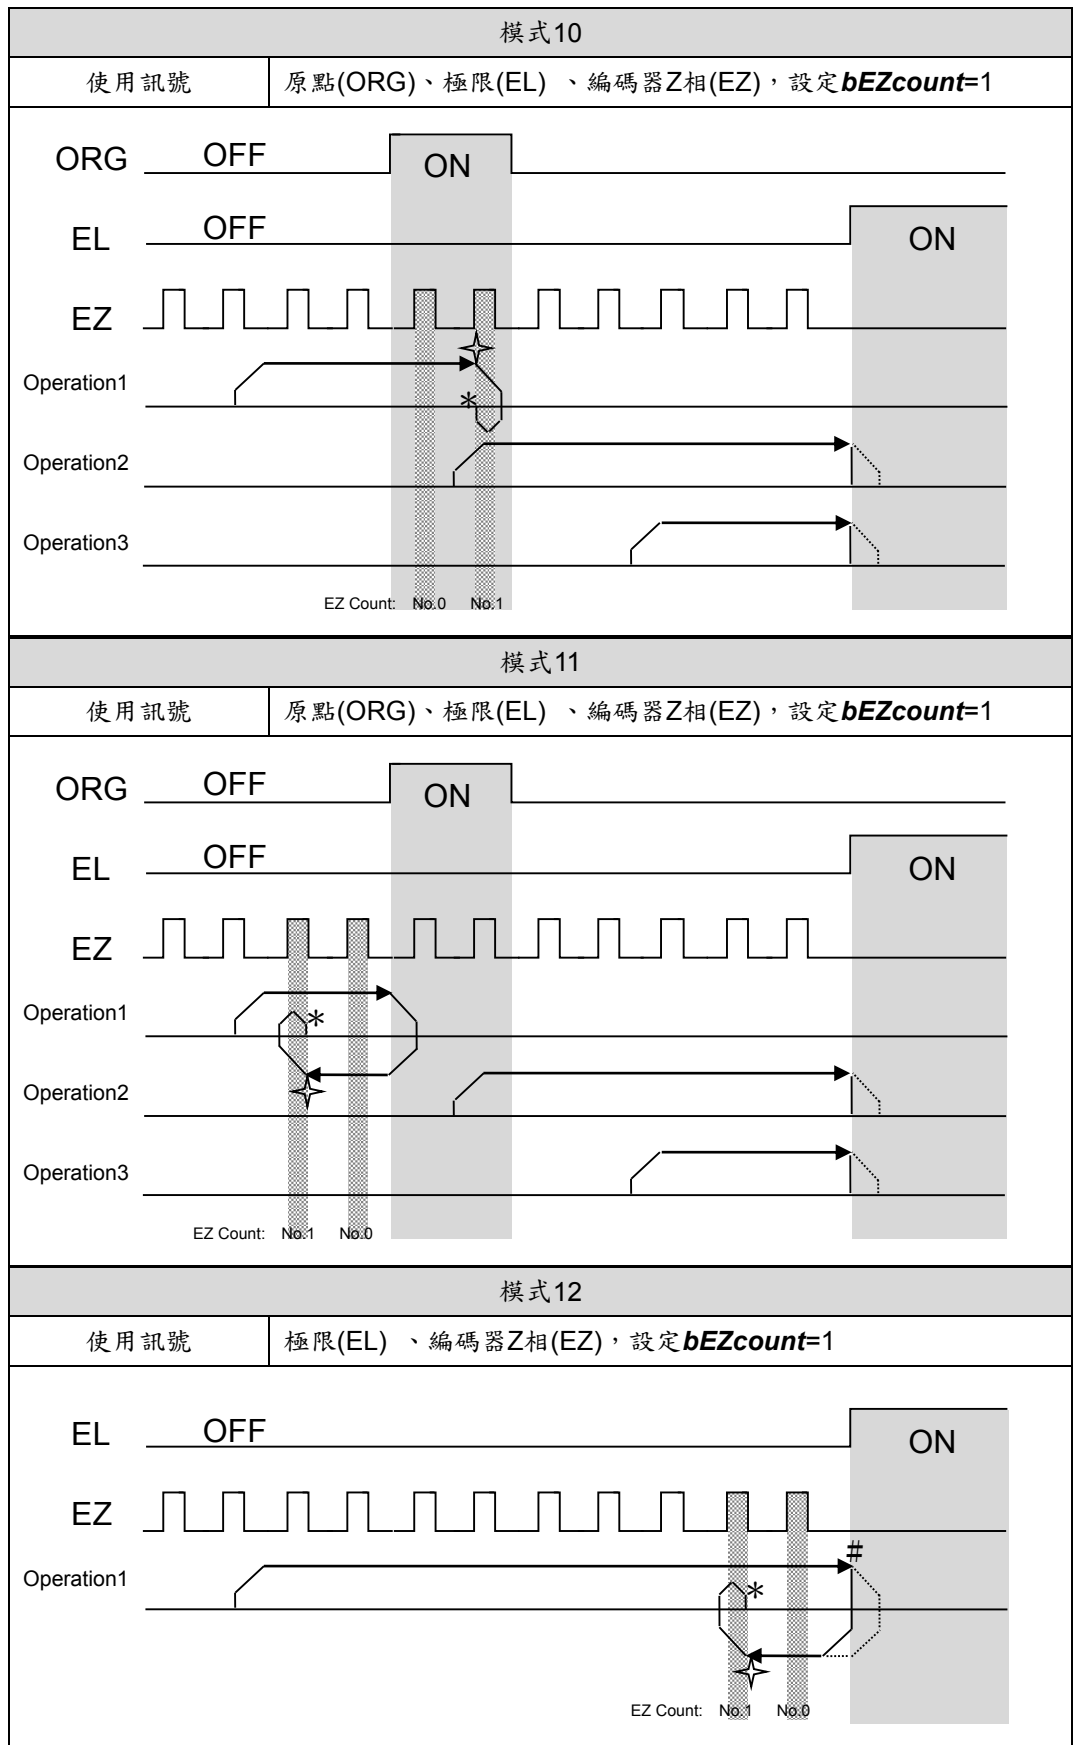 模式10
使用訊號 原點(ORG)、極限(EL) 、編碼器Z相(EZ),設定bEZcount=1
ORG OFF ON
EL OFF ON
EZ
Operation1
*
Operation2
Operation3
EZ Count: No.0 No.1
模式11
使用訊號 原點(ORG)、極限(EL) 、編碼器Z相(EZ),設定bEZcount=1
ORG OFF ON
EL OFF ON
EZ
Operation1 *
Operation2
Operation3
EZ Count: No.1 No.0
模式12
使用訊號 極限(EL) 、編碼器Z相(EZ),設定bEZcount=1
EL OFF ON
EZ
#
Operation1 *
EZ Count: No.1 No.0